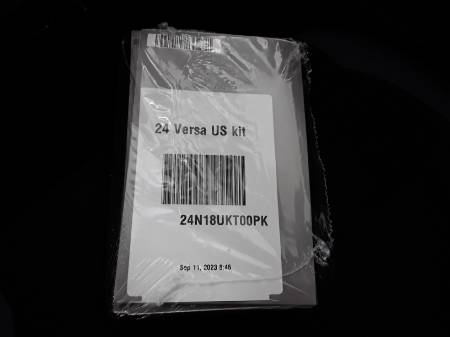 24 Versa US kit
24N18UKT00PK
Sep 11, 2023 8:46